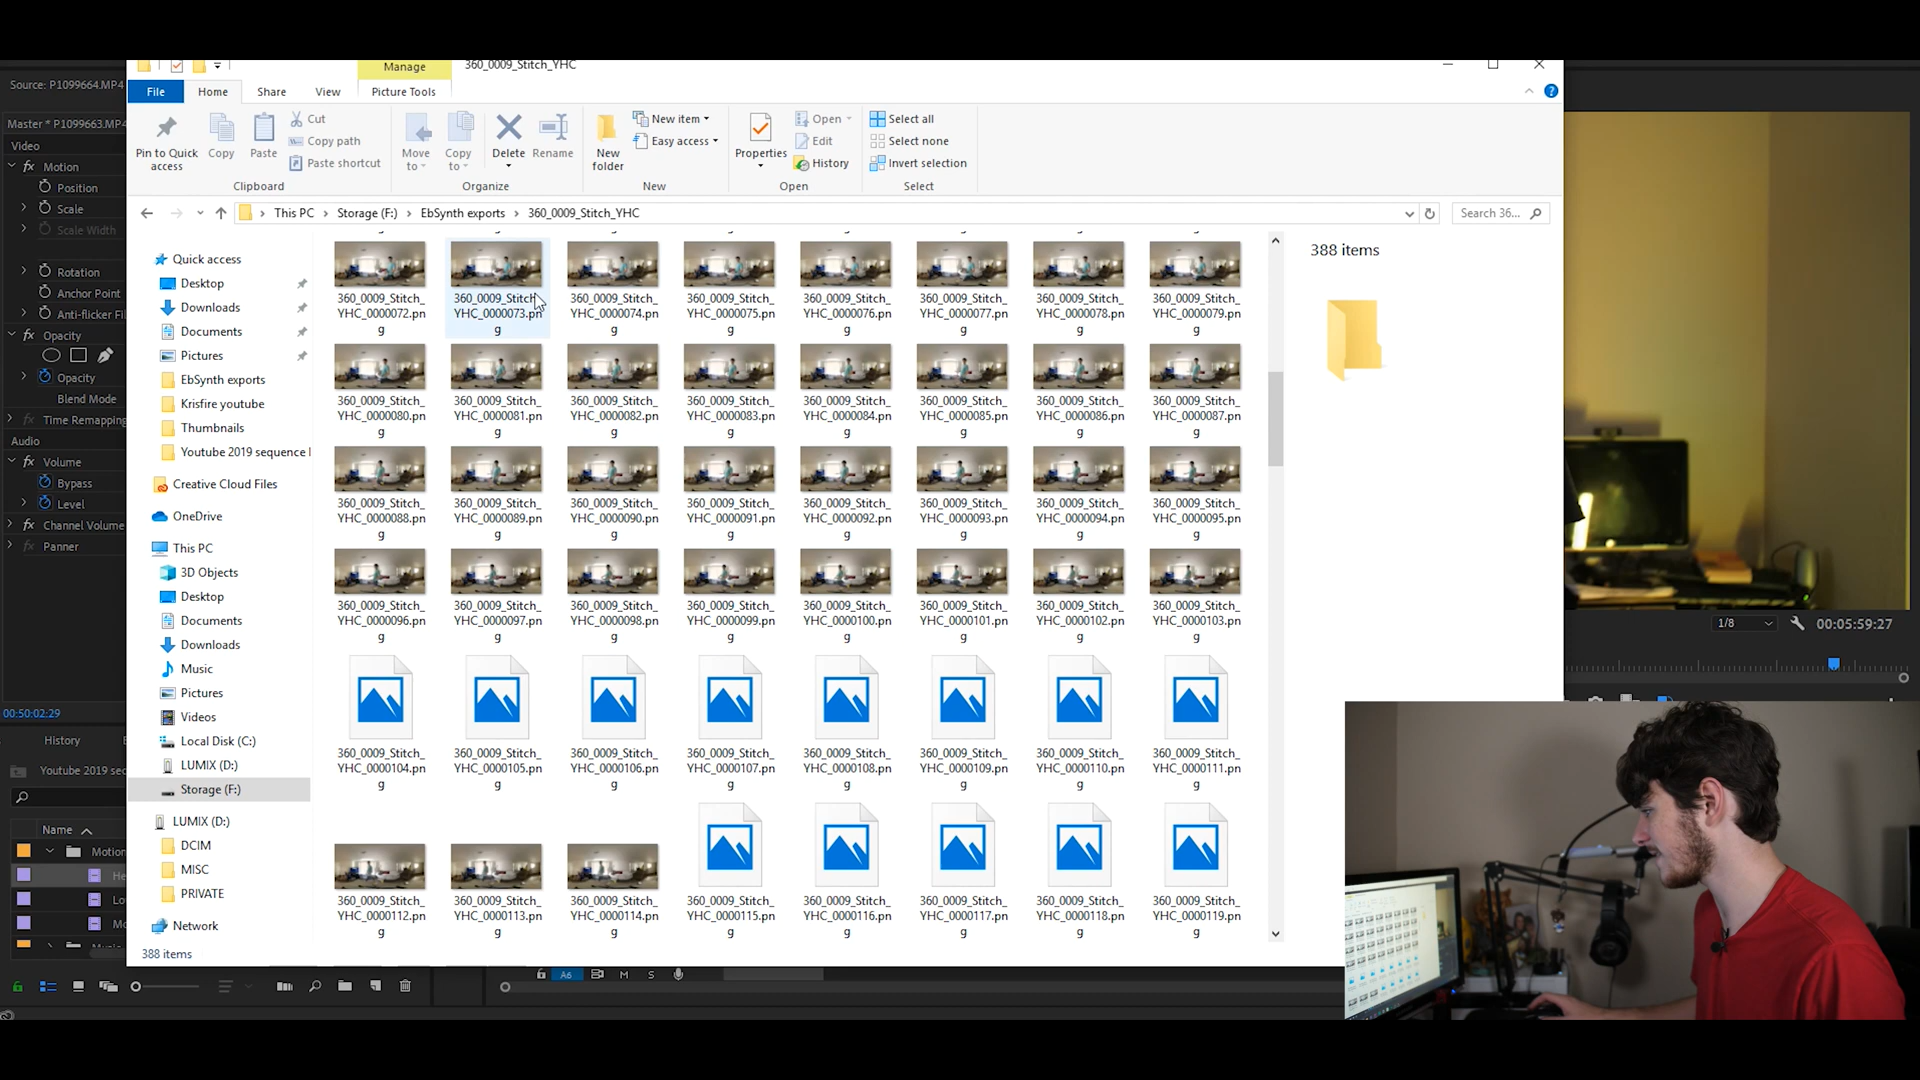 Source: P1099664.MP4
Manage
360_0009_Stitch_YHC
File
Home
Share
View
Picture Tools
Master * P1099663.MP4
Video
Motion
Position
Scale
Scale Width
Rotation
Anchor Point
Anti-flicker Fil
Opacity
Opacity
Blend Mode
Time Remapping
Audio
Volume
Bypass
Level
Channel Volume
Panner
Pin to Quick access
Copy
Paste
Cut
Copy path
Paste shortcut
Clipboard
Move to
Copy to
Delete
Rename
Organize
New folder
New item
Easy access
New
Properties
Open
Edit
History
Open
Select all
Select none
Invert selection
Select
This PC > Storage (F:) > EbSynth exports > 360_0009_Stitch_YHC
Search 36...
Quick access
Desktop
Downloads
Documents
Pictures
EbSynth exports
Krisfire youtube
Thumbnails
Youtube 2019 sequence
Creative Cloud Files
OneDrive
This PC
3D Objects
Desktop
Documents
Downloads
Music
Pictures
Videos
Local Disk (C:)
LUMIX (D:)
Storage (F:)
LUMIX (D:)
DCIM
MISC
PRIVATE
Network
388 items
360_0009_Stitch_YHC_0000072.png
360_0009_Stitch_YHC_0000073.png
360_0009_Stitch_YHC_0000074.png
360_0009_Stitch_YHC_0000075.png
360_0009_Stitch_YHC_0000076.png
360_0009_Stitch_YHC_0000077.png
360_0009_Stitch_YHC_0000078.png
360_0009_Stitch_YHC_0000079.png
360_0009_Stitch_YHC_0000080.png
360_0009_Stitch_YHC_0000081.png
360_0009_Stitch_YHC_0000082.png
360_0009_Stitch_YHC_0000083.png
360_0009_Stitch_YHC_0000084.png
360_0009_Stitch_YHC_0000085.png
360_0009_Stitch_YHC_0000086.png
360_0009_Stitch_YHC_0000087.png
360_0009_Stitch_YHC_0000088.png
360_0009_Stitch_YHC_0000089.png
360_0009_Stitch_YHC_0000090.png
360_0009_Stitch_YHC_0000091.png
360_0009_Stitch_YHC_0000092.png
360_0009_Stitch_YHC_0000093.png
360_0009_Stitch_YHC_0000094.png
360_0009_Stitch_YHC_0000095.png
360_0009_Stitch_YHC_0000096.png
360_0009_Stitch_YHC_0000097.png
360_0009_Stitch_YHC_0000098.png
360_0009_Stitch_YHC_0000099.png
360_0009_Stitch_YHC_0000100.png
360_0009_Stitch_YHC_0000101.png
360_0009_Stitch_YHC_0000102.png
360_0009_Stitch_YHC_0000103.png
360_0009_Stitch_YHC_0000104.png
360_0009_Stitch_YHC_0000105.png
360_0009_Stitch_YHC_0000106.png
360_0009_Stitch_YHC_0000107.png
360_0009_Stitch_YHC_0000108.png
360_0009_Stitch_YHC_0000109.png
360_0009_Stitch_YHC_0000110.png
360_0009_Stitch_YHC_0000111.png
360_0009_Stitch_YHC_0000112.png
360_0009_Stitch_YHC_0000113.png
360_0009_Stitch_YHC_0000114.png
360_0009_Stitch_YHC_0000115.png
360_0009_Stitch_YHC_0000116.png
360_0009_Stitch_YHC_0000117.png
360_0009_Stitch_YHC_0000118.png
360_0009_Stitch_YHC_0000119.png
388 items
1/8
00:05:59:27
00:50:02:29
History
Youtube 2019 sec
Name
Motion
He
Lo
Mo
A6
M
S